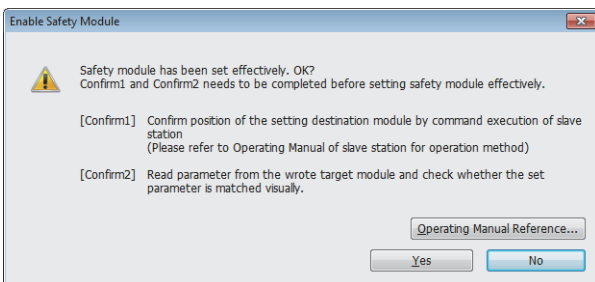 Enable Safety Module
Safety module has been set effectively. OK?
Confirm1 and Confirm2 needs to be completed before setting safety module effectively.
[Confirm1] Confirm position of the setting destination module by command execution of slave
station
(Please refer to Operating Manual of slave station for operation method)
[Confirm2] Read parameter from the wrote target module and check whether the set
parameter is matched visually.
Operating Manual Reference...
Yes No